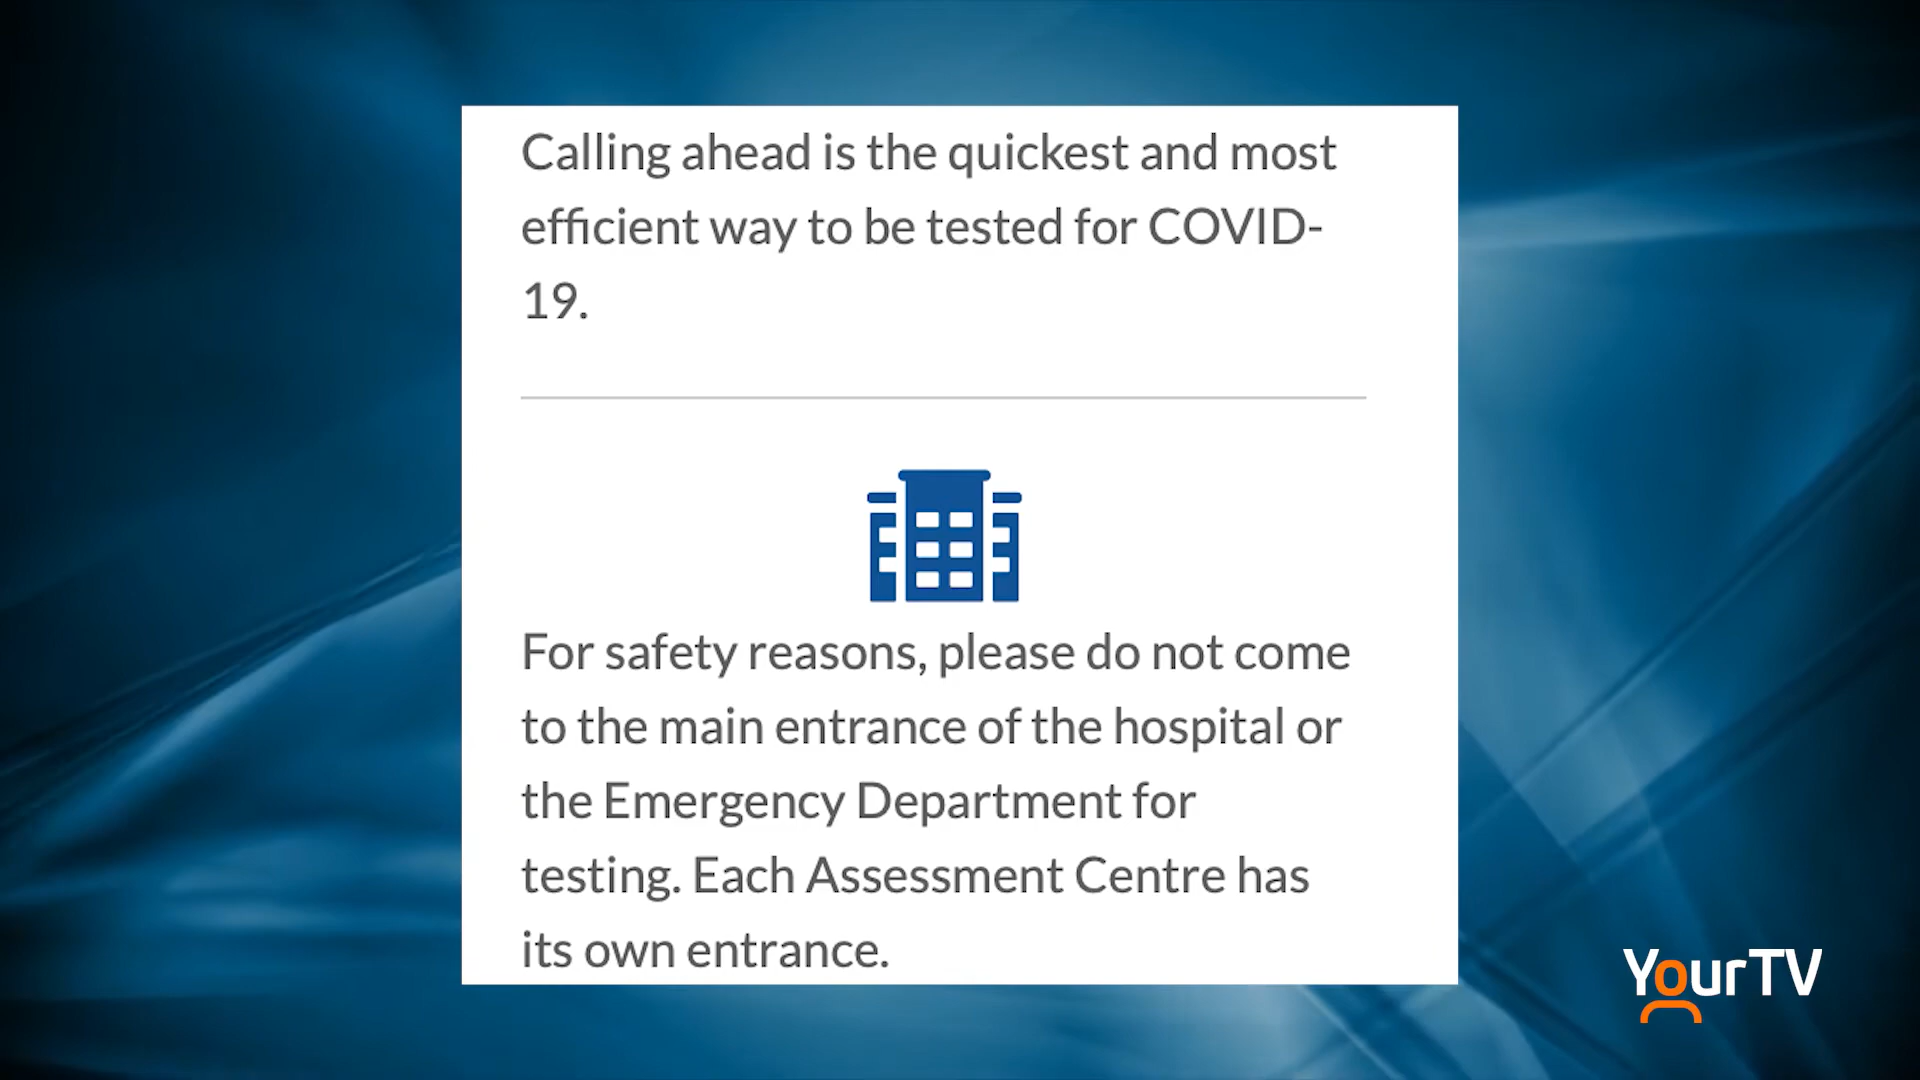 Calling ahead is the quickest and most
efficient way to be tested for COVID-
19.
For safety reasons, please do not come
to the main entrance of the hospital or
the Emergency Department for
testing. Each Assessment Centre has
its own entrance.
YourTV